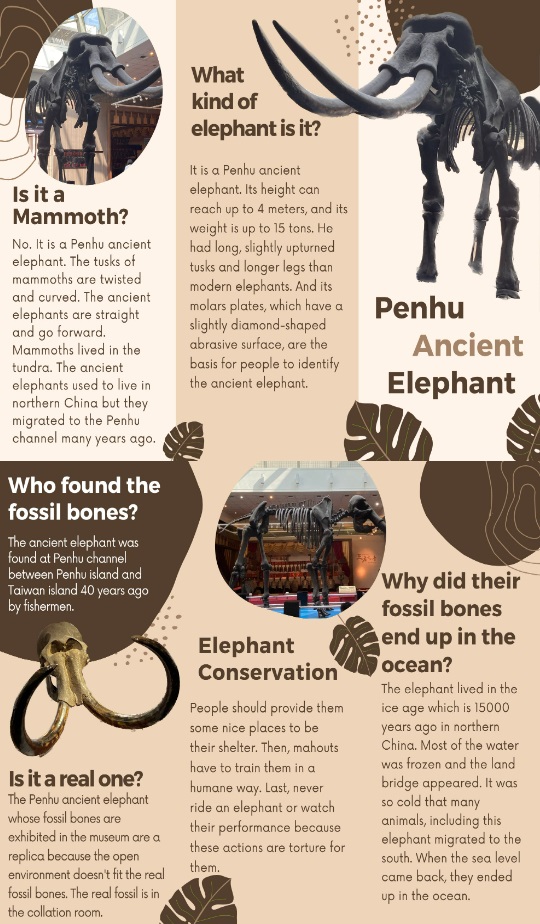 Is it a
Mammoth?
No. It is a Penhu ancient
elephant. The tusks of
mammoths are twisted
and curved. The ancient
elephants are straight
and go forward.
Mammoths lived in the
tundra. The ancient
elephants used to live in
northern China but they
migrated to the Penhu
channel many years ago.
What
kind of
elephant is it?
It is a Penhu ancient
elephant. Its height can
reach up to 4 meters, and its
weight is up to 15 tons. He
had long, slightly upturned
tusks and longer legs than
modern elephants. And its
molars plates, which have a
slightly diamond-shaped
abrasive surface, are the
basis for people to identify
the ancient elephant.
Penhu
Ancient
Elephant
Who found the
fossil bones?
The ancient elephant was
found at Penhu channel
between Penhu island and
Taiwan island 40 years ago
by fishermen.
Is it a real one?
The Penhu ancient elephant
whose fossil bones are
exhibited in the museum are a
replica because the open
environment doesn't fit the real
fossil bones. The real fossil is in
the collation room.
Elephant
Conservation
People should provide them
some nice places to be
their shelter. Then, mahouts
have to train them in a
humane way. Last, never
ride an elephant or watch
their performance because
these actions are torture for
them.
Why did their
fossil bones
end up in the
ocean?
The elephant lived in the
ice age which is 15000
years ago in northern
China. Most of the water
was frozen and the land
bridge appeared. It was
so cold that many
animals, including this
elephant migrated to the
south. When the sea level
came back, they ended
up in the ocean.